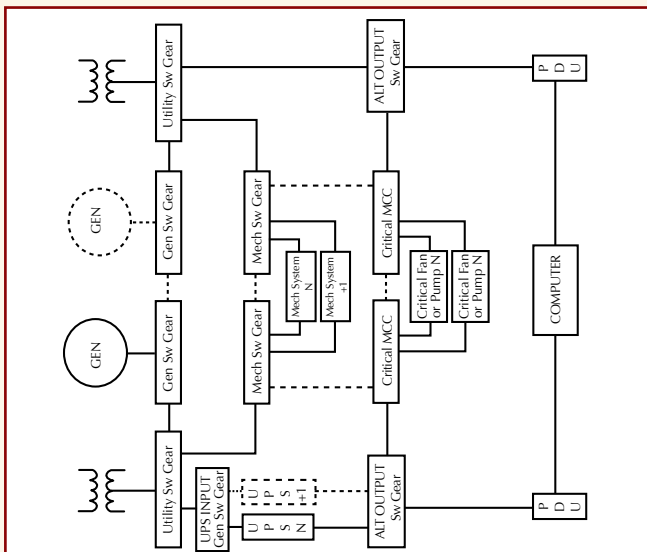 Utility Sw Gear
ALT OUTPUT
Sw Gear
P
D
U
GEN
Gen Sw Gear
Mech Sw Gear
Critical MCC
Mech System
N
Mech System
+1
Critical Fan
or Pump N
Critical Fan
or Pump N
COMPUTER
GEN
Gen Sw Gear
Mech Sw Gear
Critical MCC
Utility Sw Gear
UPS INPUT
Gen Sw Gear
U
P
S
+1
U
P
S
N
ALT OUTPUT
Sw Gear
P
D
U